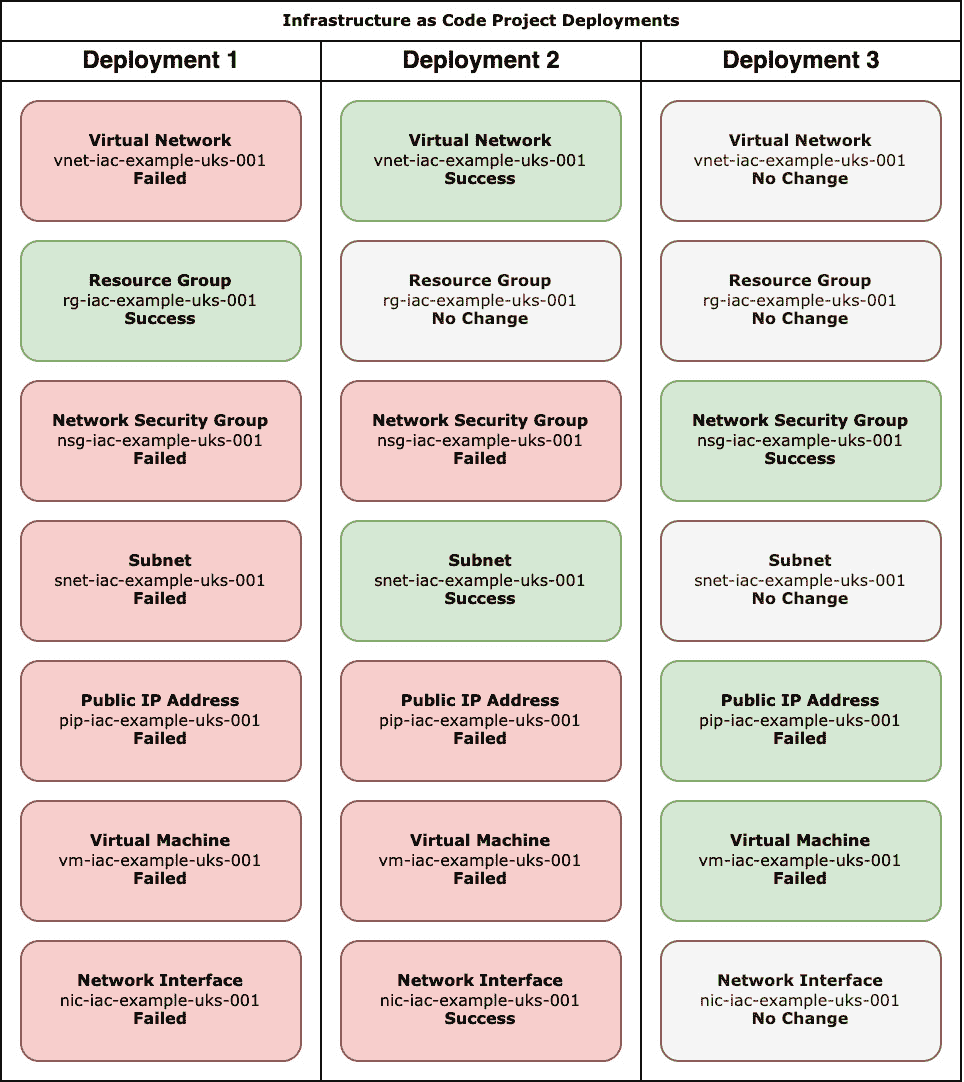 Infrastructure as Code Project Deployments
Deployment 1
Deployment 2
Deployment 3
Virtual Network
vnet-iac-example-uks-001
Failed
Virtual Network
vnet-iac-example-uks-001
Success
Virtual Network
vnet-iac-example-uks-001
No Change
Resource Group
rg-iac-example-uks-001
Success
Resource Group
rg-iac-example-uks-001
No Change
Resource Group
rg-iac-example-uks-001
No Change
Network Security Group
nsg-iac-example-uks-001
Failed
Network Security Group
nsg-iac-example-uks-001
Failed
Network Security Group
nsg-iac-example-uks-001
Success
Subnet
snet-iac-example-uks-001
Failed
Subnet
snet-iac-example-uks-001
Success
Subnet
snet-iac-example-uks-001
No Change
Public IP Address
pip-iac-example-uks-001
Failed
Public IP Address
pip-iac-example-uks-001
Failed
Public IP Address
pip-iac-example-uks-001
Failed
Virtual Machine
vm-iac-example-uks-001
Failed
Virtual Machine
vm-iac-example-uks-001
Failed
Virtual Machine
vm-iac-example-uks-001
Failed
Network Interface
nic-iac-example-uks-001
Failed
Network Interface
nic-iac-example-uks-001
Success
Network Interface
nic-iac-example-uks-001
No Change